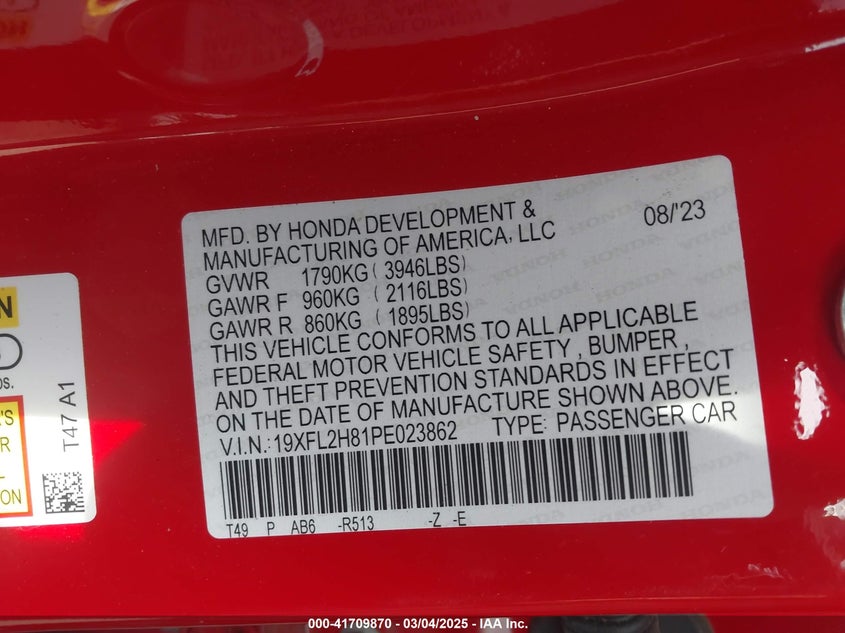 MFD. BY HONDA DEVELOPMENT &
MANUFACTURING OF AMERICA, LLC
08/'23
GVWR 1790KG ( 3946LBS)
GAWR F 960KG ( 2116LBS)
GAWR R 860KG ( 1895LBS)
THIS VEHICLE CONFORMS TO ALL APPLICABLE
FEDERAL MOTOR VEHICLE SAFETY , BUMPER ,
AND THEFT PREVENTION STANDARDS IN EFFECT
ON THE DATE OF MANUFACTURE SHOWN ABOVE.
V.I.N.: 19XFL2H81PE023862 TYPE: PASSENGER CAR
T49 P AB6 -R513 -Z -E
T47 A1
000-41709870 — 03/04/2025 - IAA Inc.